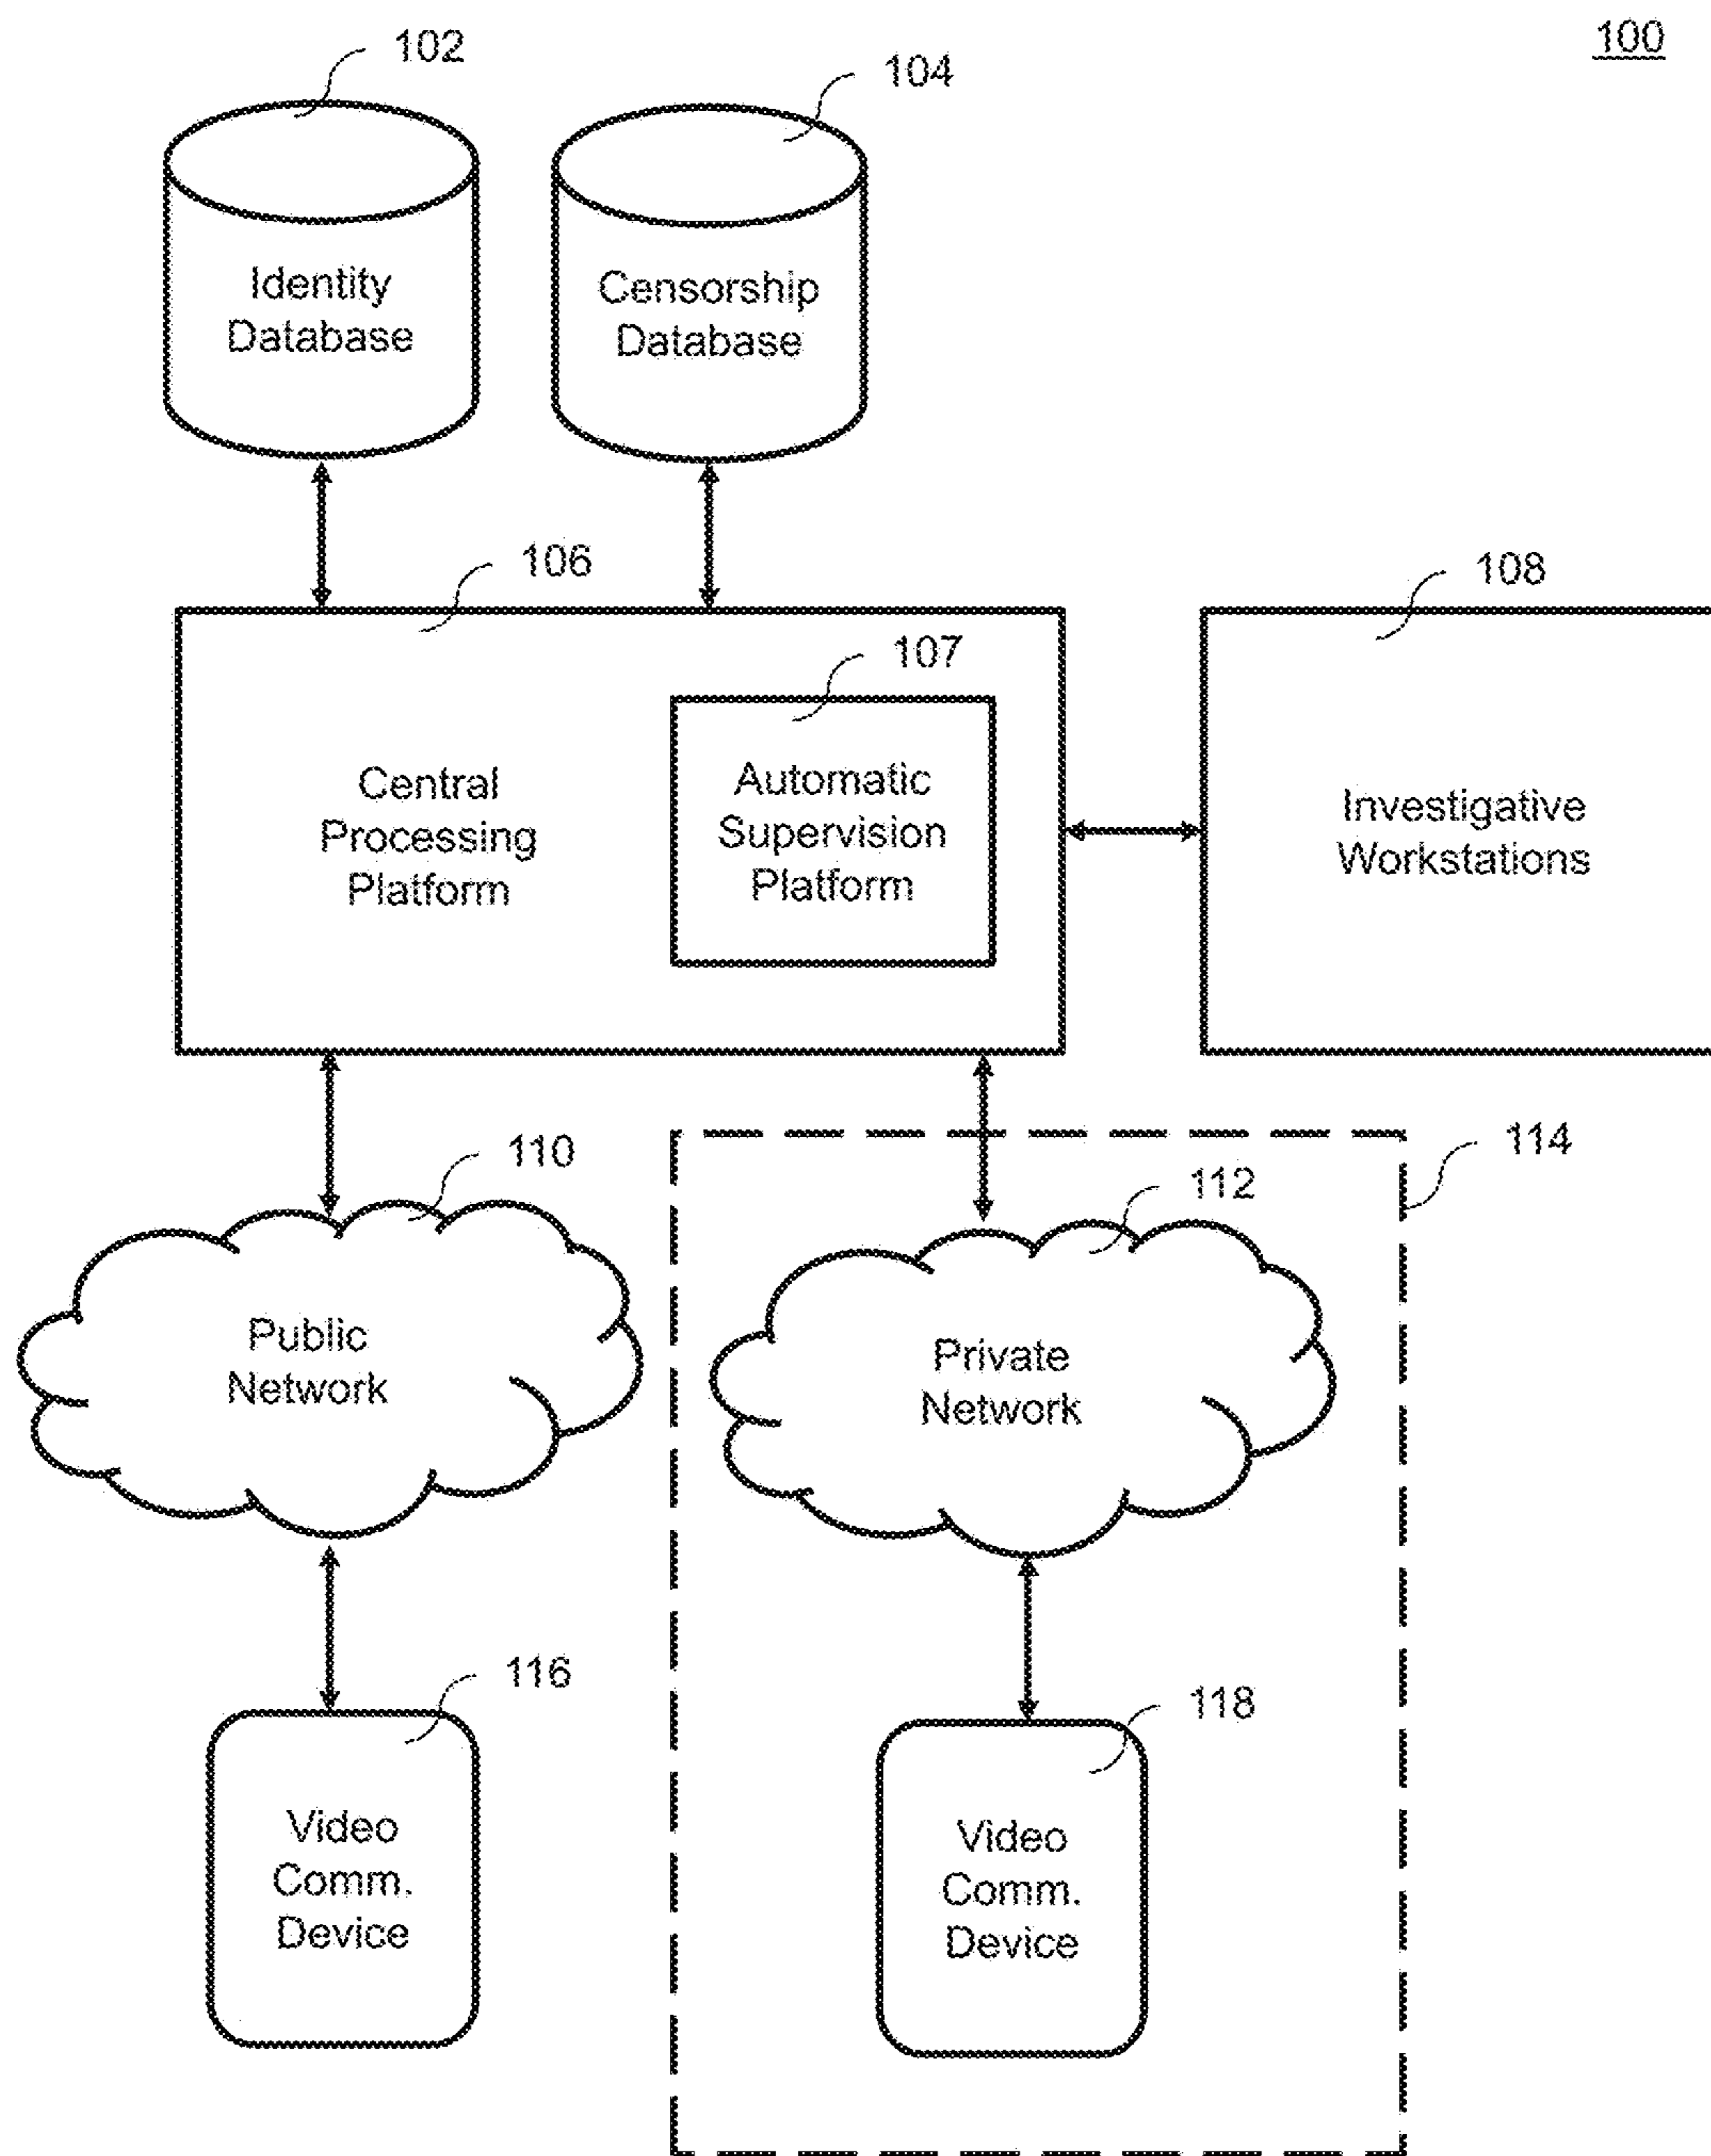 100
102
104
Identity
Database
Censorship
Database
106
108
107
Central
Processing
Platform
Automatic
Supervision
Platform
Investigative
Workstations
110
114
112
Public
Network
Private
Network
116
118
Video
Comm.
Device
Video
Comm.
Device